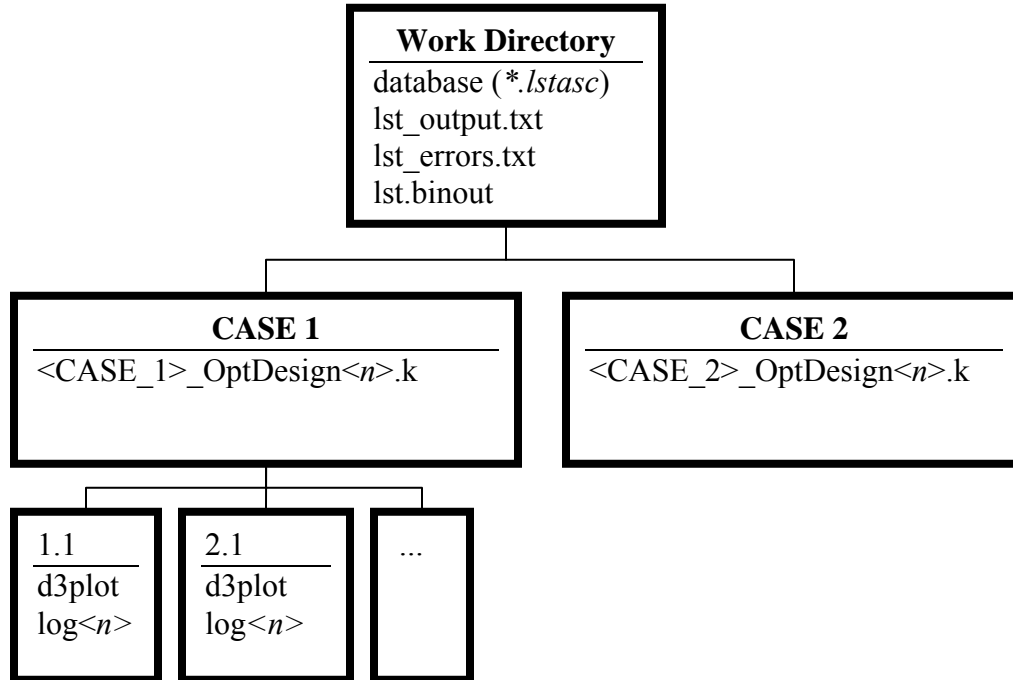 Work Directory
database (*.lstasc)
lst_output.txt
lst_errors.txt
lst.binout
CASE 1
<CASE_1>_OptDesign<n>.k
CASE 2
<CASE_2>_OptDesign<n>.k
1.1
d3plot
log<n>
2.1
d3plot
log<n>
...